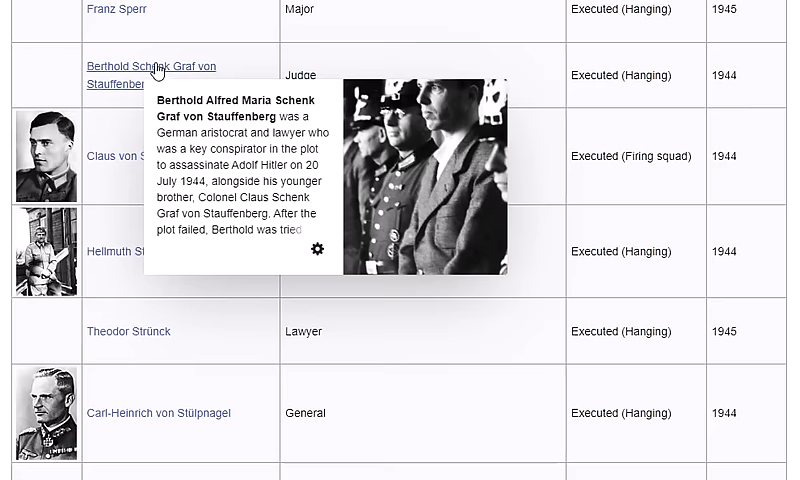 Franz Sperr Major Executed (Hanging) 1945
Berthold Schenk Graf von
Judge Executed (Hanging) 1944
Berthold Alfred Maria Schenk
Graf von Stauffenberg was a
German aristocrat and lawyer who
was a key conspirator in the plot
to assassinate Adolf Hitler on 20
July 1944, alongside his younger
brother, Colonel Claus Schenk
Graf von Stauffenberg. After the
plot failed, Berthold was tried
Claus von Executed (Firing squad) 1944
Hellmuth Executed (Hanging) 1944
Theodor Strünck Lawyer Executed (Hanging) 1945
Carl-Heinrich von Stülpnagel General Executed (Hanging) 1944